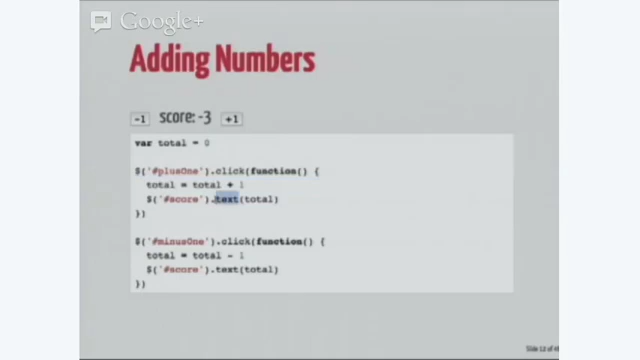 Google+
Adding Numbers
-1 score: -3 +1
var total = 0
$('#plusOne').click(function() {
total = total + 1
$('#score').text(total)
})
$('#minusOne').click(function() {
total = total - 1
$('#score').text(total)
})